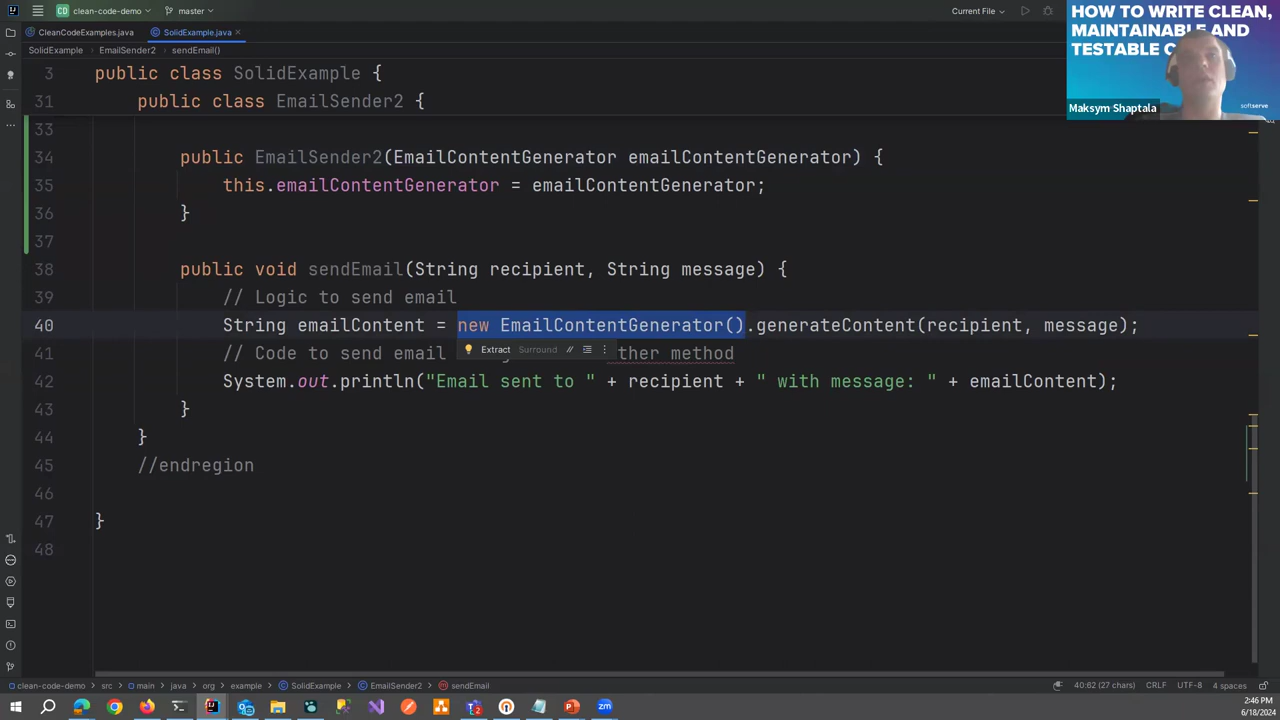 clean-code-demo
master
Current File
CleanCodeExamples.java
SolidExample.java
SolidExample
EmailSender2
sendEmail()
HOW TO WRITE CLEAN,
MAINTAINABLE AND
TESTABLE C
Maksym Shaptala
softserve
3 public class SolidExample {
31 public class EmailSender2 {
33
34 public EmailSender2(EmailContentGenerator emailContentGenerator) {
35 this.emailContentGenerator = emailContentGenerator;
36 }
37
38 public void sendEmail(String recipient, String message) {
39 // Logic to send email
40 String emailContent = new EmailContentGenerator().generateContent(recipient, message);
Extract Surround //
41 // Code to send email ther method
42 System.out.println("Email sent to " + recipient + " with message: " + emailContent);
43 }
44 }
45 //endregion
46
47 }
48
clean-code-demo > src > main > java > org > example > SolidExample > EmailSender2 > sendEmail
40:62 (27 chars) CRLF UTF-8 4 spaces
2:46 PM
6/18/2024